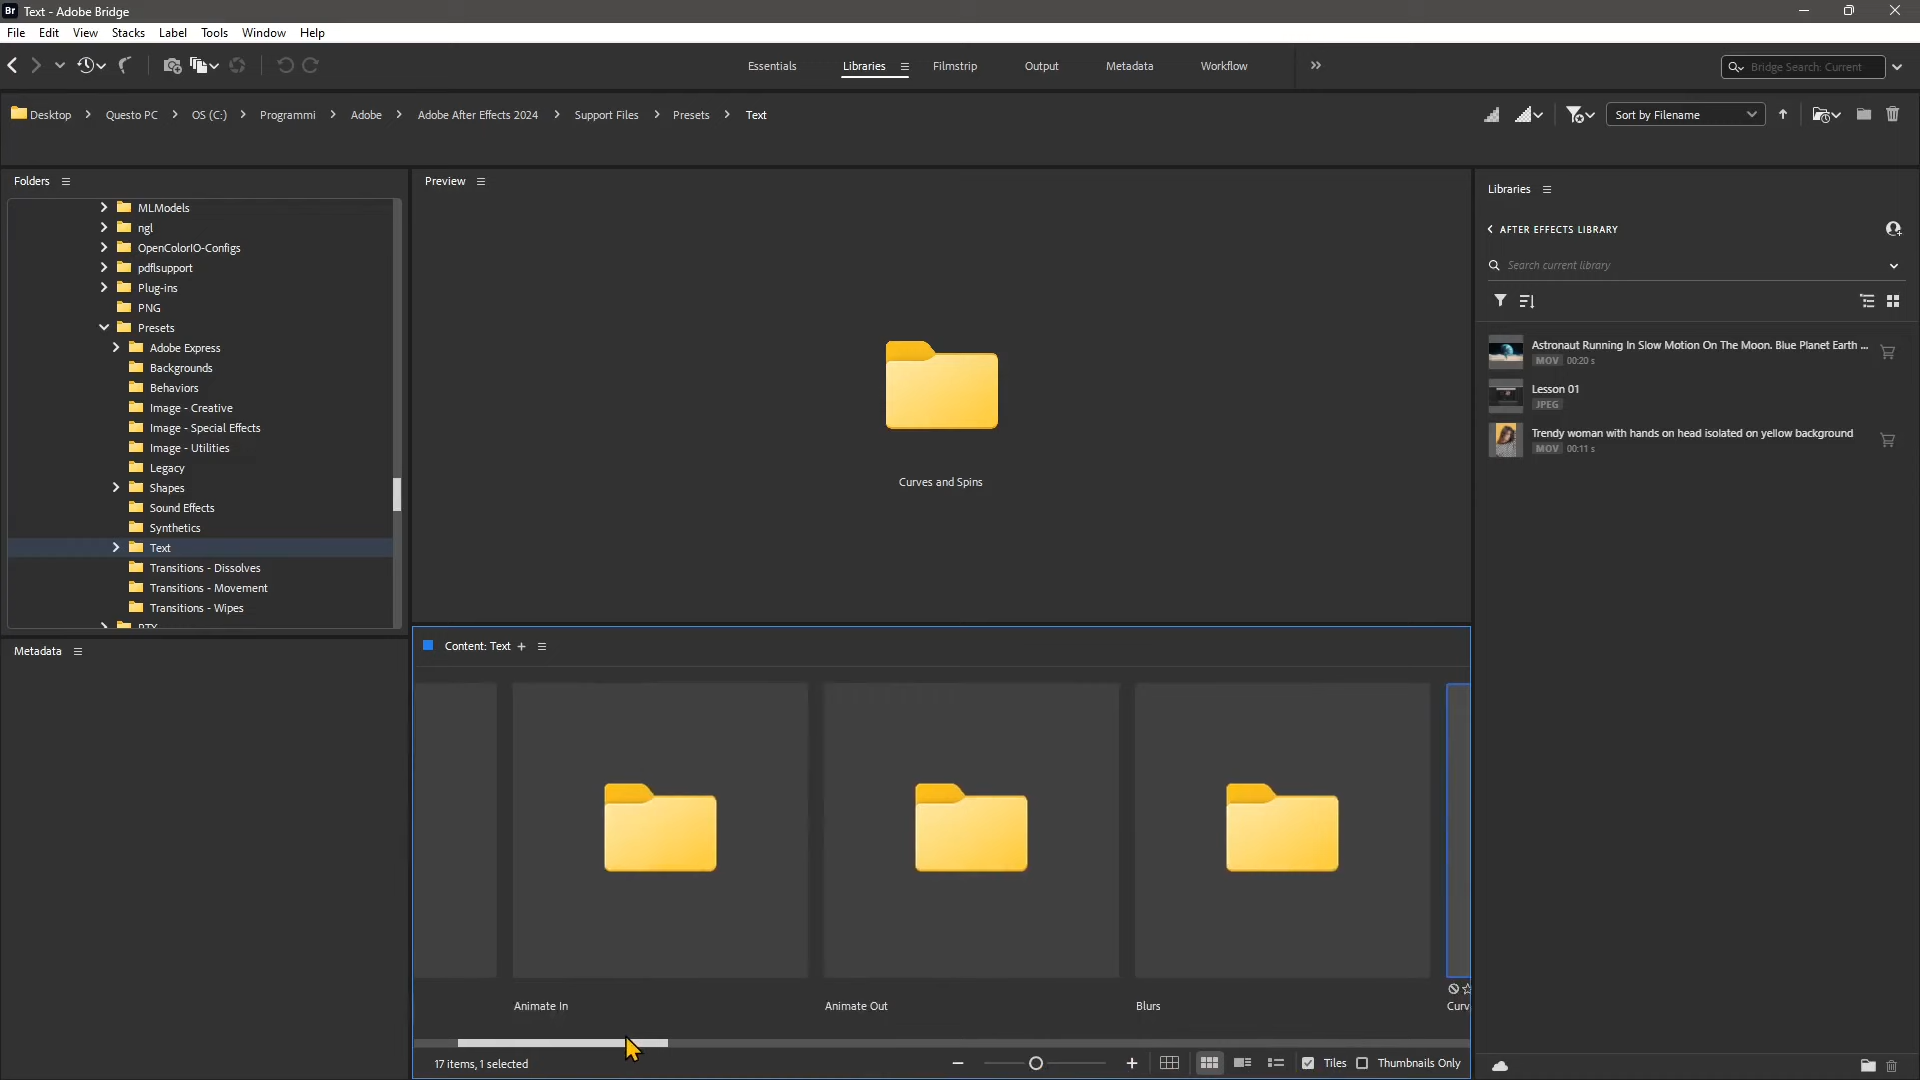 Br Text - Adobe Bridge
File Edit View Stacks Label Tools Window Help
Essentials Libraries Filmstrip Output Metadata Workflow
Bridge Search: Current
Desktop Questo PC OS (C:) Programmi Adobe Adobe After Effects 2024 Support Files Presets Text
Sort by Filename
Folders
MLModels
ngl
OpenColorIO-Configs
pdflsupport
Plug-ins
PNG
Presets
Adobe Express
Backgrounds
Behaviors
Image - Creative
Image - Special Effects
Image - Utilities
Legacy
Shapes
Sound Effects
Synthetics
Text
Transitions - Dissolves
Transitions - Movement
Transitions - Wipes
Metadata
Preview
Curves and Spins
Content: Text
Animate In
Animate Out
Blurs
Curv
17 items, 1 selected
Tiles
Thumbnails Only
Libraries
AFTER EFFECTS LIBRARY
Search current library
Astronaut Running In Slow Motion On The Moon. Blue Planet Earth ...
MOV 00:20 s
Lesson 01
JPEG
Trendy woman with hands on head isolated on yellow background
MOV 00:11 s